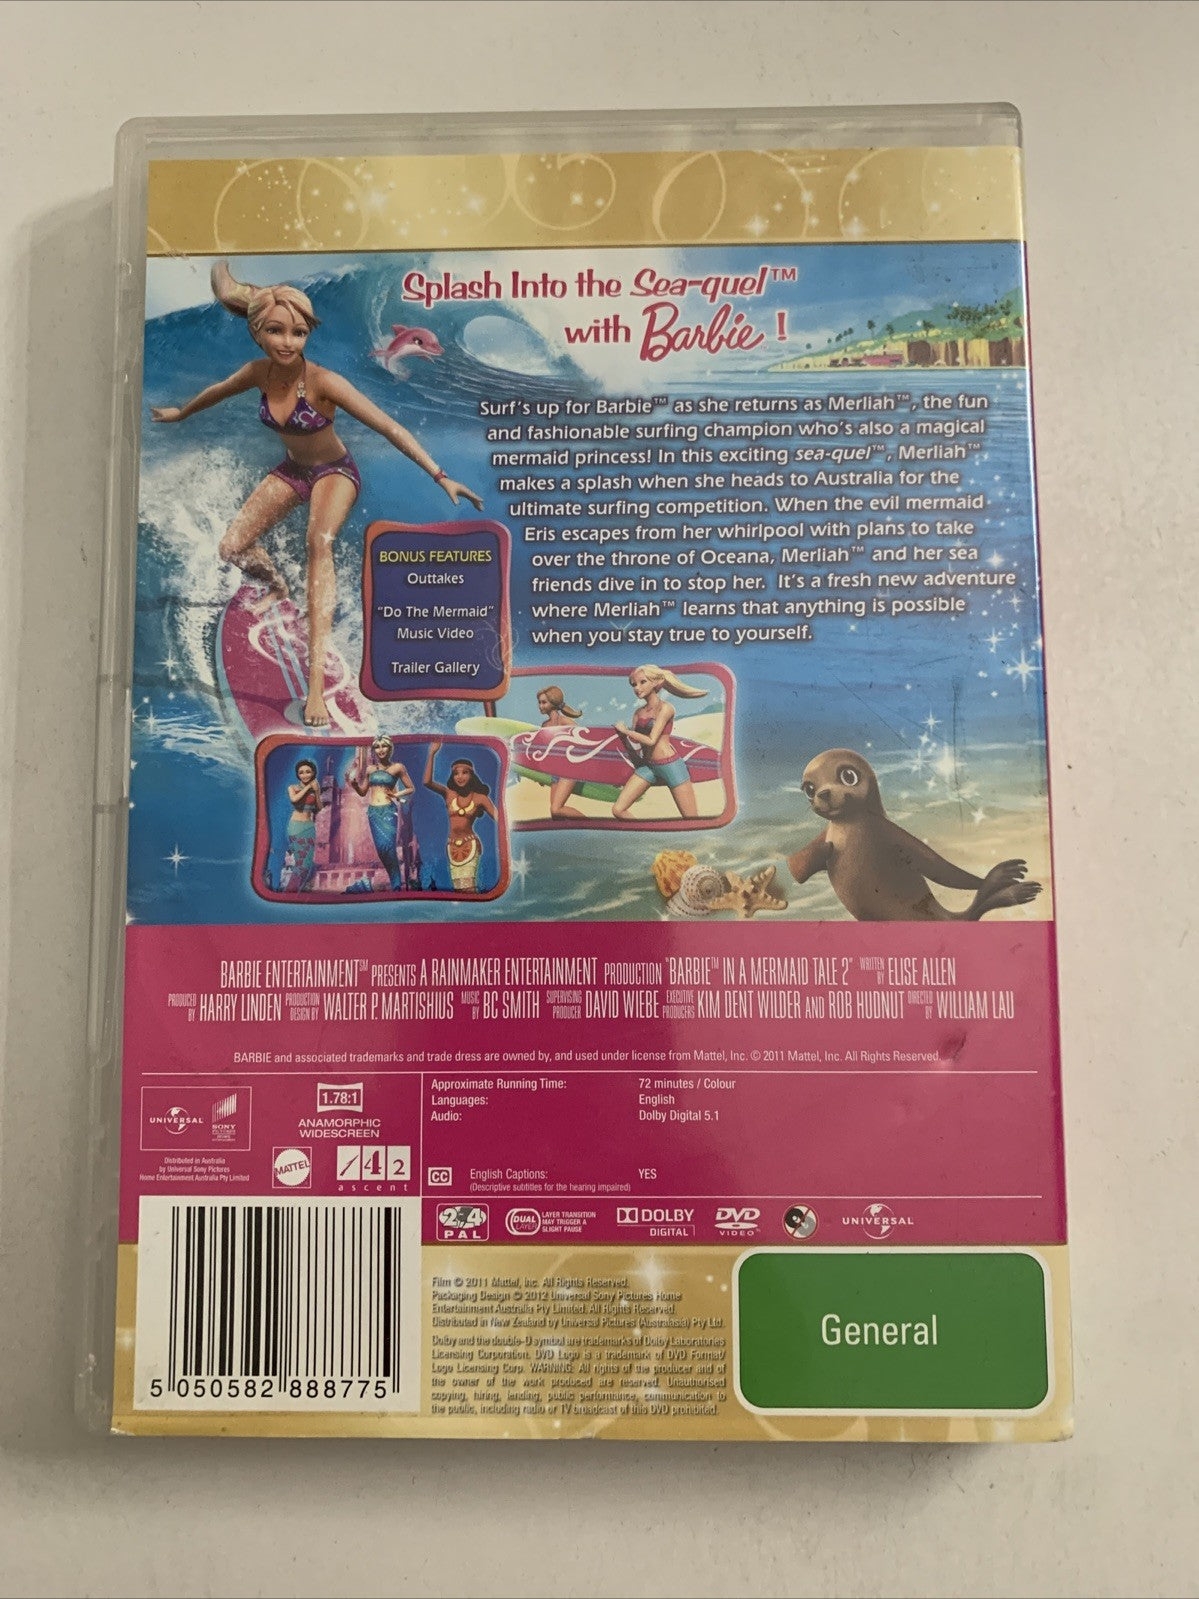 Splash Into the Sea-quel™
with Barbie™!
Surf's up for Barbie™ as she returns as Merliah™, the fun
and fashionable surfing champion who's also a magical
mermaid princess! In this exciting sea-quel™, Merliah™
makes a splash when she heads to Australia for the
ultimate surfing competition. When the evil mermaid
Eris escapes from her whirlpool with plans to take
over the throne of Oceana, Merliah™ and her sea
friends dive in to stop her. It's a fresh new adventure
where Merliah™ learns that anything is possible
when you stay true to yourself.
BONUS FEATURES
Outtakes
"Do The Mermaid"
Music Video
Trailer Gallery
BARBIE ENTERTAINMENT℠ PRESENTS A RAINMAKER ENTERTAINMENT PRODUCTION "BARBIE™ IN A MERMAID TALE 2" WRITTEN BY ELISE ALLEN
PRODUCED BY HARRY LINDEN PRODUCTION DESIGN BY WALTER P. MARTISHIUS MUSIC BY BC SMITH SUPERVISING PRODUCER DAVID WIEBE EXECUTIVE PRODUCERS KIM DENT WILDER AND ROB HUDNUT DIRECTED BY WILLIAM LAU
BARBIE and associated trademarks and trade dress are owned by, and used under license from Mattel, Inc. © 2011 Mattel, Inc. All Rights Reserved.
UNIVERSAL
SONY
Distributed in Australia
by Universal Sony Pictures
Home Entertainment Australia Pty Limited
1.78:1
ANAMORPHIC
WIDESCREEN
MATTEL
142
ascent
Approximate Running Time: 72 minutes / Colour
Languages: English
Audio: Dolby Digital 5.1
CC English Captions: YES
(Descriptive subtitles for the hearing impaired)
2 4
PAL
DUAL LAYER
LAYER TRANSITION
MAY TRIGGER A
SLIGHT PAUSE
DOLBY
DIGITAL
DVD
VIDEO™
UNIVERSAL
Film © 2011 Mattel, Inc. All Rights Reserved.
Packaging Design © 2012 Universal Sony Pictures Home
Entertainment Australia Pty Limited. All Rights Reserved.
Distributed in New Zealand by Universal Pictures (Australasia) Pty Ltd.
Dolby and the double-D symbol are trademarks of Dolby Laboratories
Licensing Corporation. DVD Logo is a trademark of DVD Format/
Logo Licensing Corp. WARNING: All rights of the producer and of
the owner of the work produced are reserved. Unauthorised
copying, hiring, lending, public performance, communication to
the public, including radio or TV broadcast of this DVD prohibited.
General
5 050582 888775